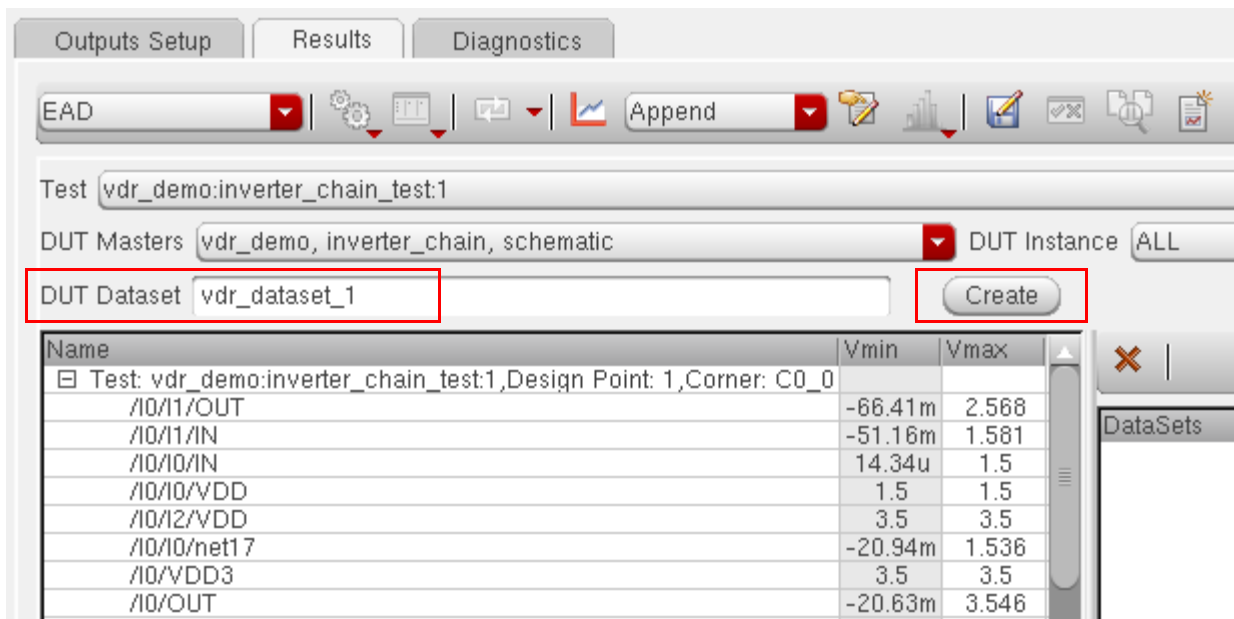 Outputs Setup Results Diagnostics
EAD Append
Test vdr_demo:inverter_chain_test:1
DUT Masters vdr_demo, inverter_chain, schematic DUT Instance ALL
DUT Dataset vdr_dataset_1 Create
Name Vmin Vmax
Test: vdr_demo:inverter_chain_test:1,Design Point: 1,Corner: C0_0
/I0/I1/OUT -66.41m 2.568
DataSets
/I0/I1/IN -51.16m 1.581
/I0/I0/IN 14.34u 1.5
/I0/I0/VDD 1.5 1.5
/I0/I2/VDD 3.5 3.5
/I0/I0/net17 -20.94m 1.536
/I0/VDD3 3.5 3.5
/I0/OUT -20.63m 3.546